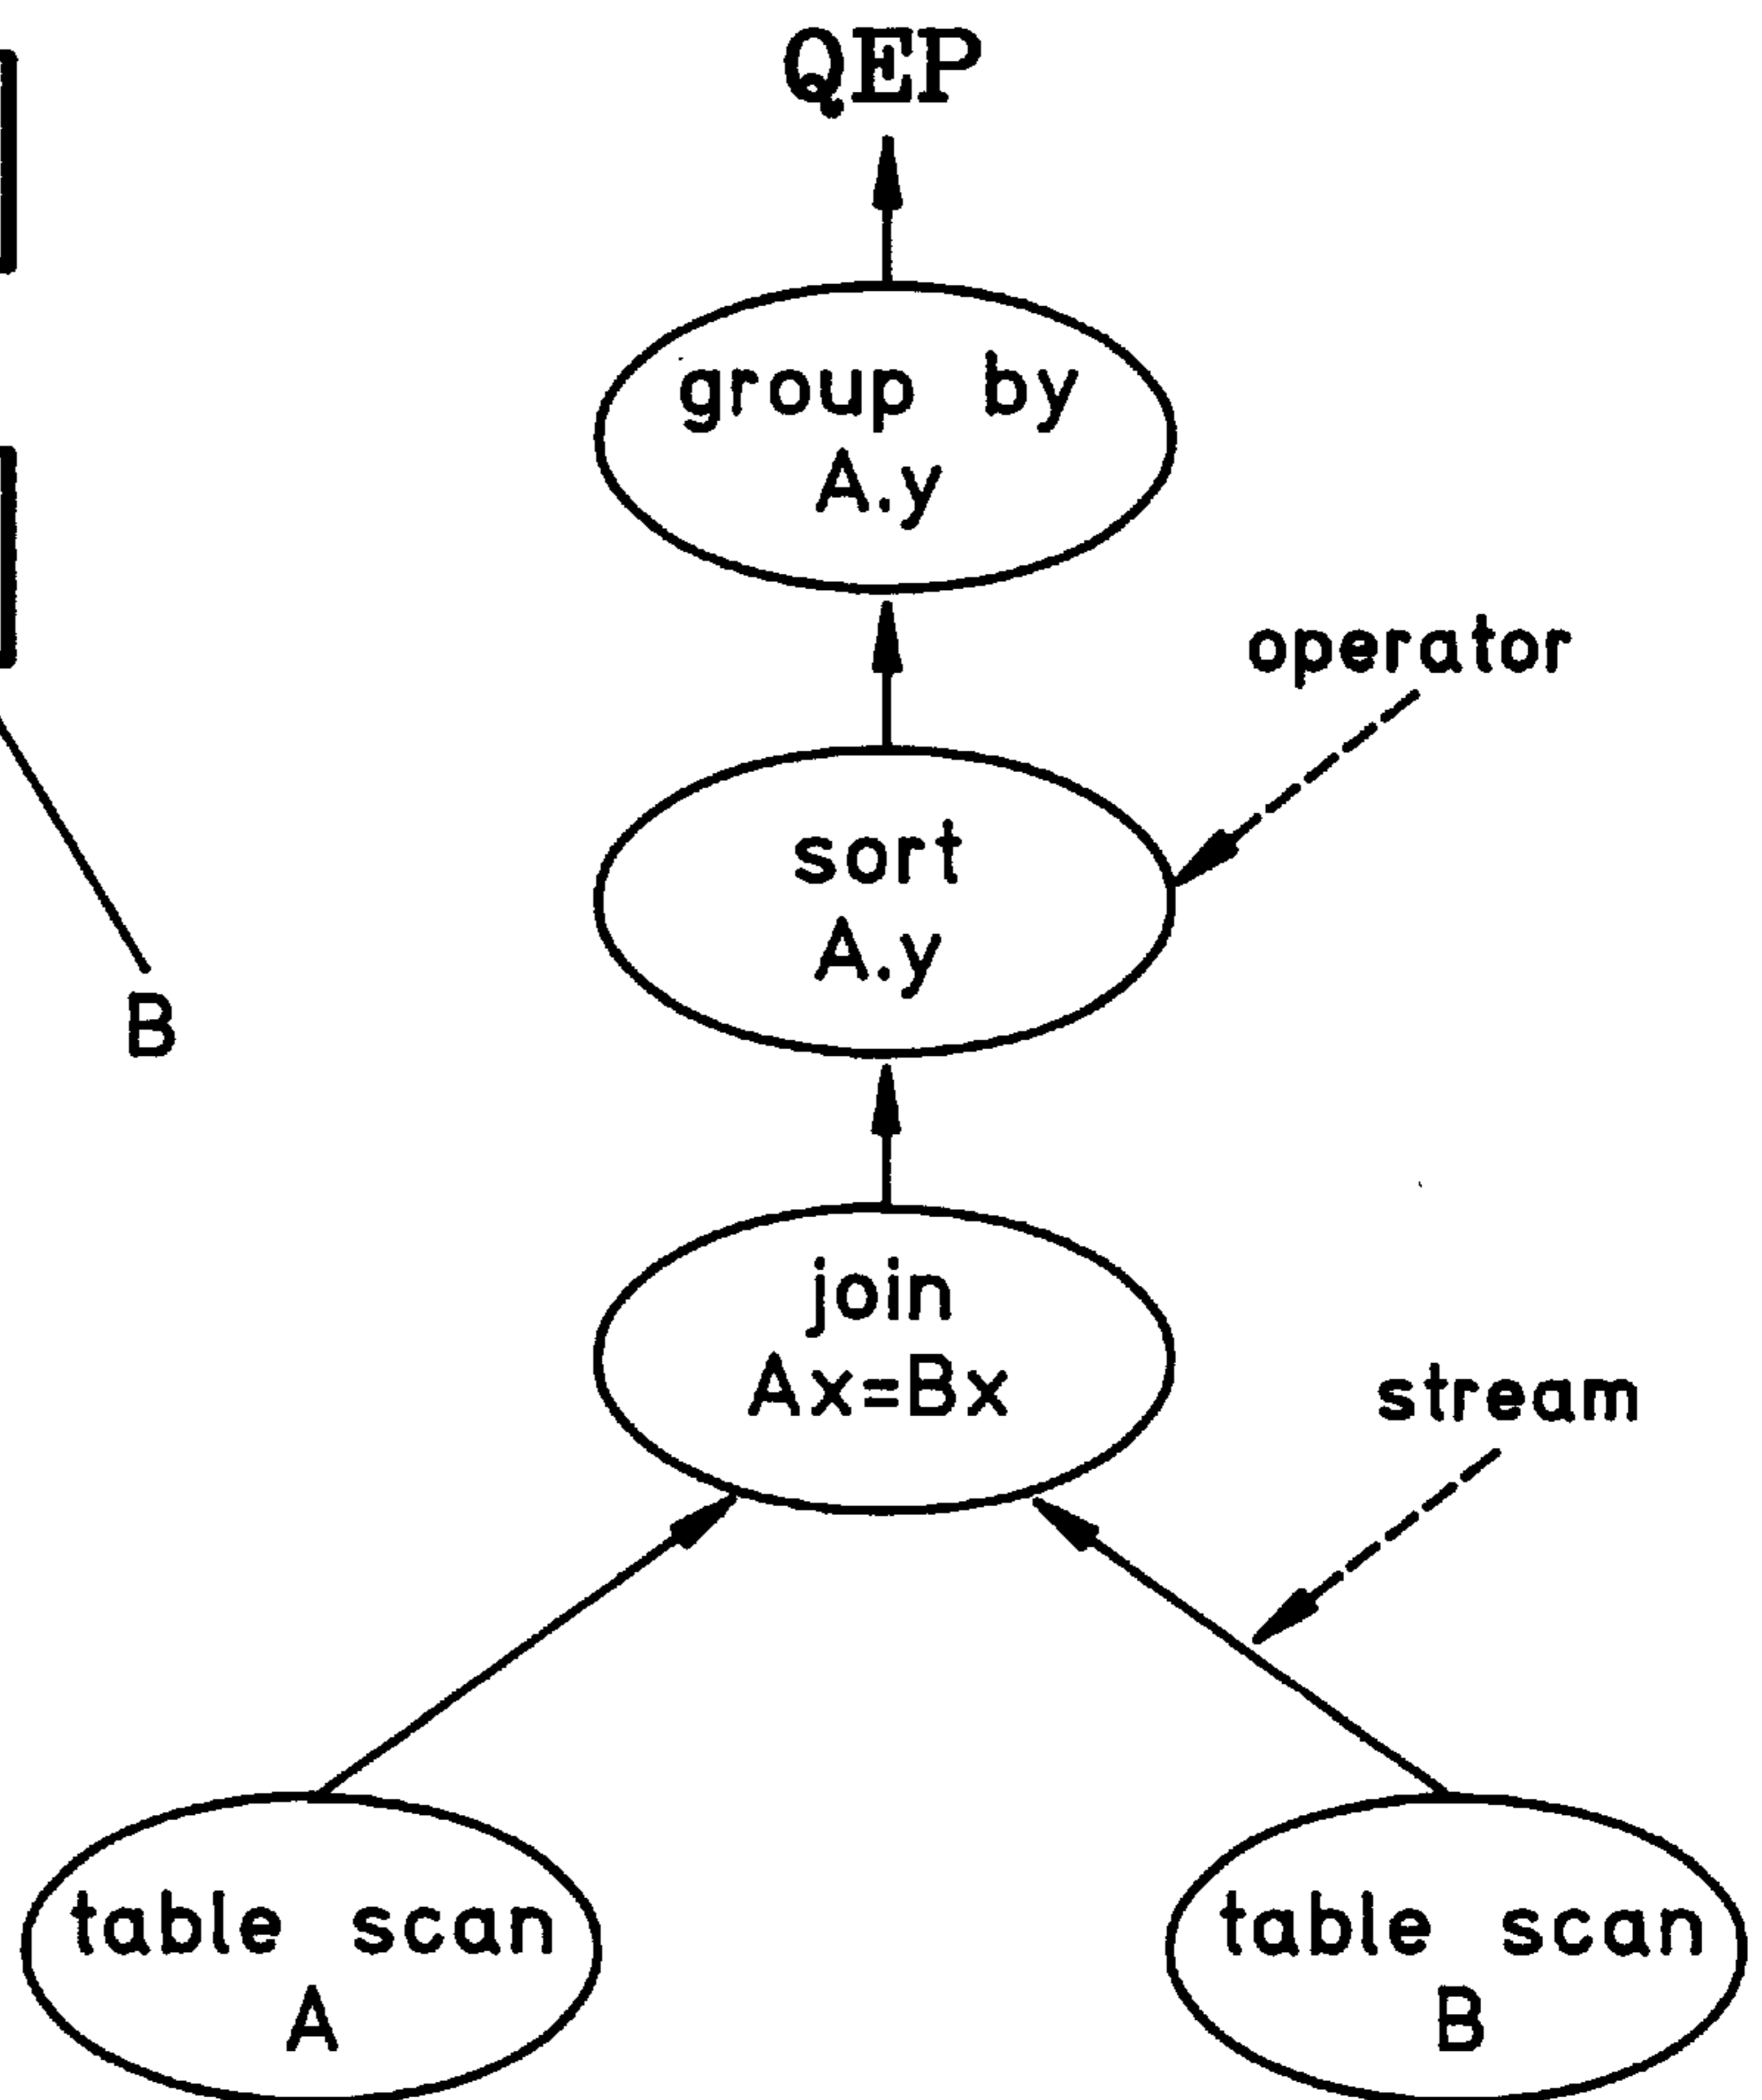 QEP
group by
A.y
operator
sort
A.y
B
join
Ax=Bx
stream
table scan
A
table scan
B